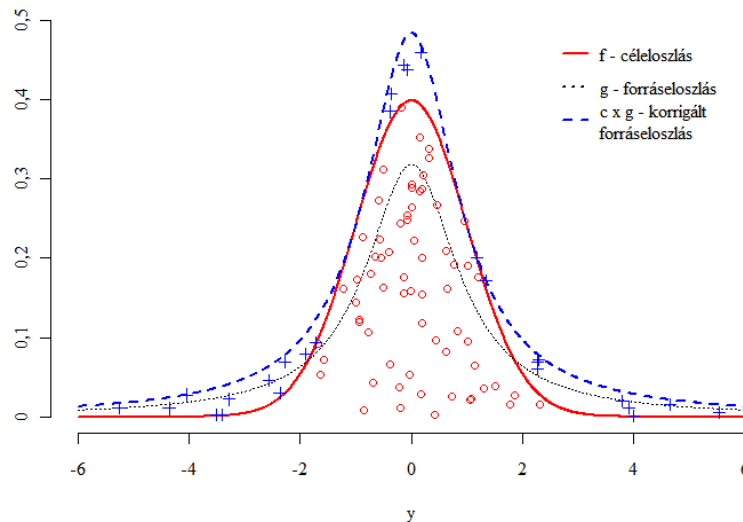 0,5
0,4
0,3
0,2
0,1
0
f - céleloszlás
g - forráseloszlás
c x g - korrigált
forráseloszlás
-6 -4 -2 0 2 4 6
y